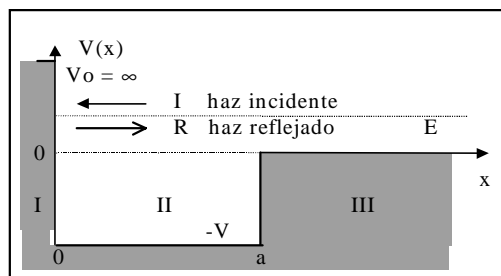 V(x)
Vo = ∞
I haz incidente
R haz reflejado E
0
x
I II III
-V
0 a